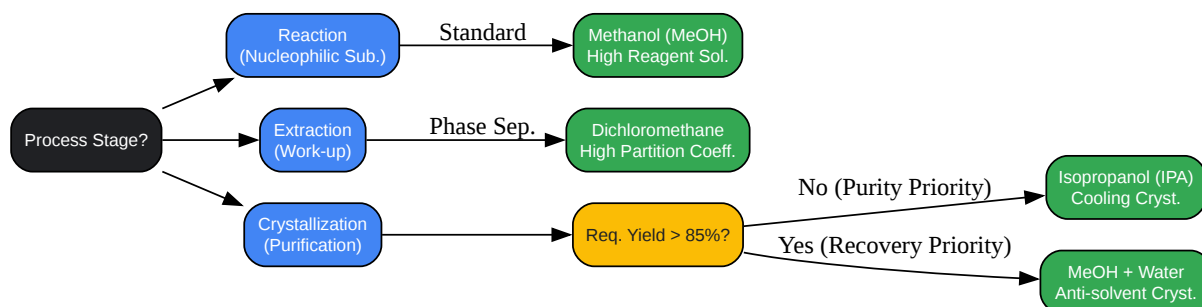 Reaction
(Nucleophilic Sub.)
Standard
Methanol (MeOH)
High Reagent Sol.
Process Stage?
Extraction
(Work-up)
Phase Sep.
Dichloromethane
High Partition Coeff.
Crystallization
(Purification)
Req. Yield > 85%?
No (Purity Priority)
Isopropanol (IPA)
Cooling Cryst.
Yes (Recovery Priority)
MeOH + Water
Anti-solvent Cryst.